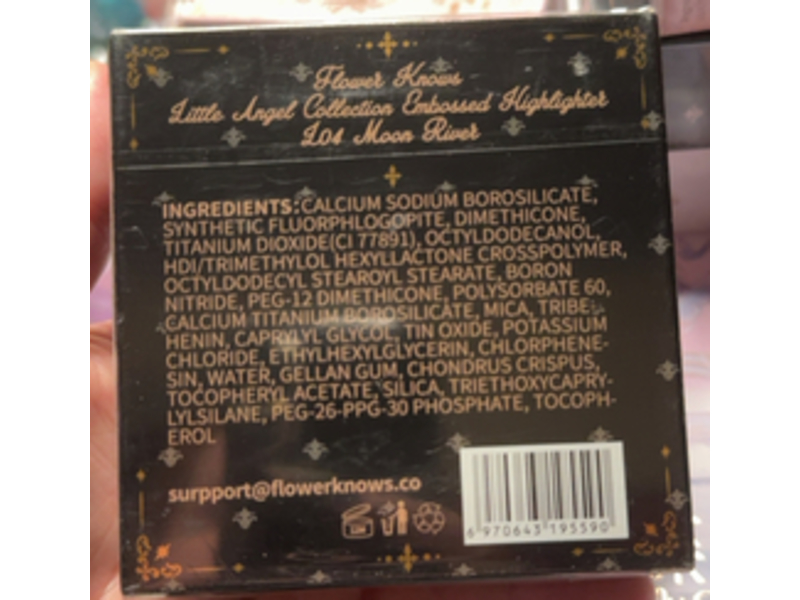 Flower Knows
Little Angel Collection Embossed Highlighter
L04 Moon River
INGREDIENTS:CALCIUM SODIUM BOROSILICATE,
SYNTHETIC FLUORPHLOGOPITE, DIMETHICONE,
TITANIUM DIOXIDE(CI 77891), OCTYLDODECANOL,
HDI/TRIMETHYLOL HEXYLLACTONE CROSSPOLYMER,
OCTYLDODECYL STEAROYL STEARATE, BORON
NITRIDE, PEG-12 DIMETHICONE, POLYSORBATE 60,
CALCIUM TITANIUM BOROSILICATE, MICA, TRIBE-
HENIN, CAPRYLYL GLYCOL, TIN OXIDE, POTASSIUM
CHLORIDE, ETHYLHEXYLGLYCERIN, CHLORPHENE-
SIN, WATER, GELLAN GUM, CHONDRUS CRISPUS,
TOCOPHERYL ACETATE, SILICA, TRIETHOXYCAPRY-
LYLSILANE, PEG-26-PPG-30 PHOSPHATE, TOCOPH-
EROL
surpport@flowerknows.co
6 970643 195590